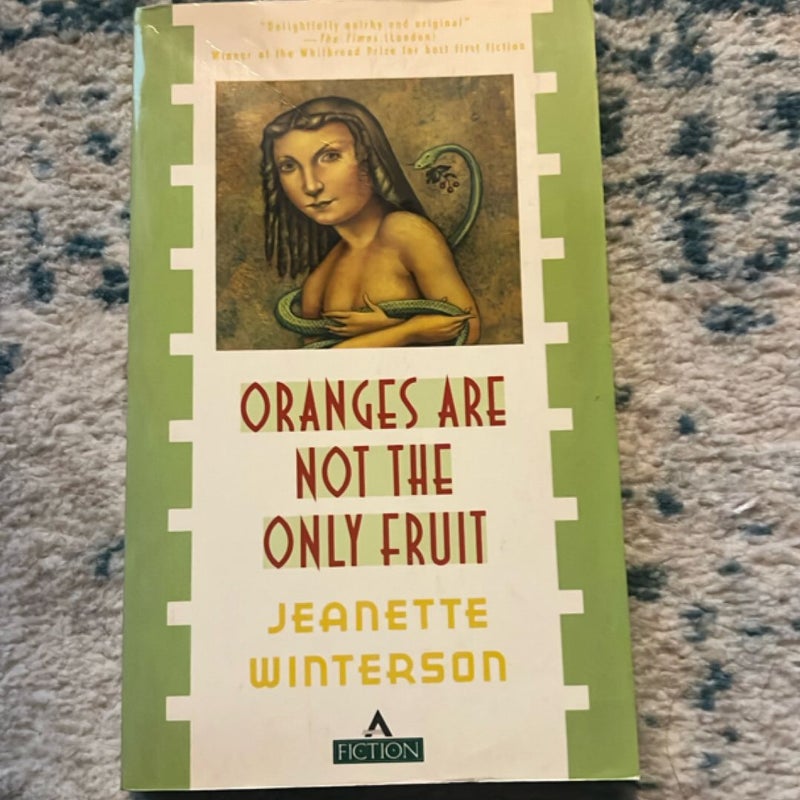 "Delightfully quirky and original"
—The Times (London)
Winner of the Whitbread Prize for best first fiction
ORANGES ARE
NOT THE
ONLY FRUIT
JEANETTE
WINTERSON
A
FICTION